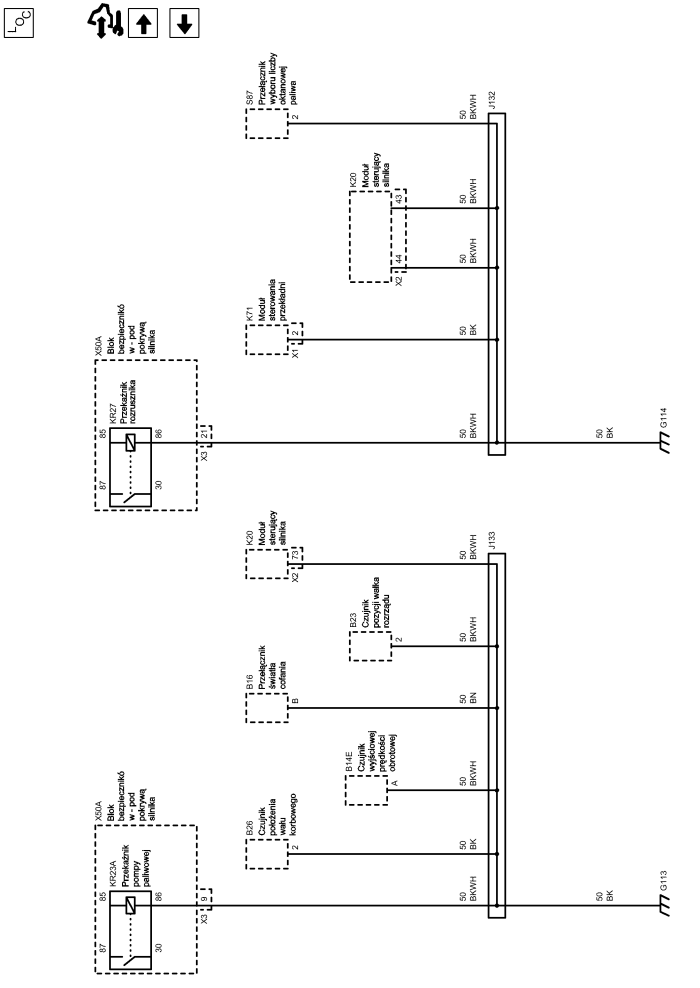 LOC
S87
Przełącznik
wyboru liczby
oktanowej
paliwa
2
50
BKWH
J132
K20
Moduł
sterujący
silnika
43
50
BKWH
44
X2
50
BKWH
K71
Moduł
sterowania
przekładni
2
X1
50
BK
X50A
Blok
bezpiecznikó
w - pod
pokrywą
silnika
KR27
Przekaźnik
rozrusznika
85
86
87
30
21
X3
50
BKWH
50
BK
G114
K20
Moduł
sterujący
silnika
73
X2
50
BKWH
J133
B23
Czujnik
pozycji wałka
rozrządu
2
50
BKWH
B16
Przełącznik
światła
cofania
B
50
BN
B14E
Czujnik
wyjściowej
prędkości
obrotowej
A
50
BKWH
B26
Czujnik
położenia
wału
korbowego
2
50
BK
X50A
Blok
bezpiecznikó
w - pod
pokrywą
silnika
KR23A
Przekaźnik
pompy
paliwowej
85
86
87
30
9
X3
50
BKWH
50
BK
G113